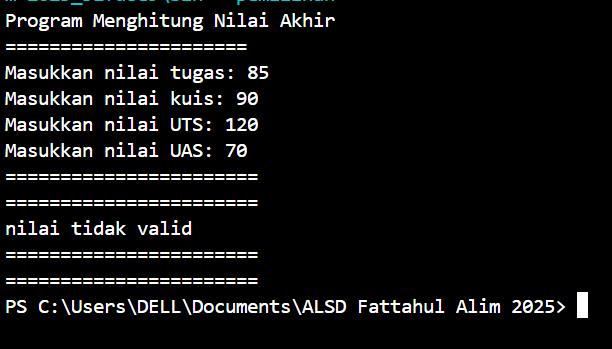 Program Menghitung Nilai Akhir
======================
Masukkan nilai tugas: 85
Masukkan nilai kuis: 90
Masukkan nilai UTS: 120
Masukkan nilai UAS: 70
=======================
=======================
nilai tidak valid
=======================
=======================
PS C:\Users\DELL\Documents\ALSD Fattahul Alim 2025>